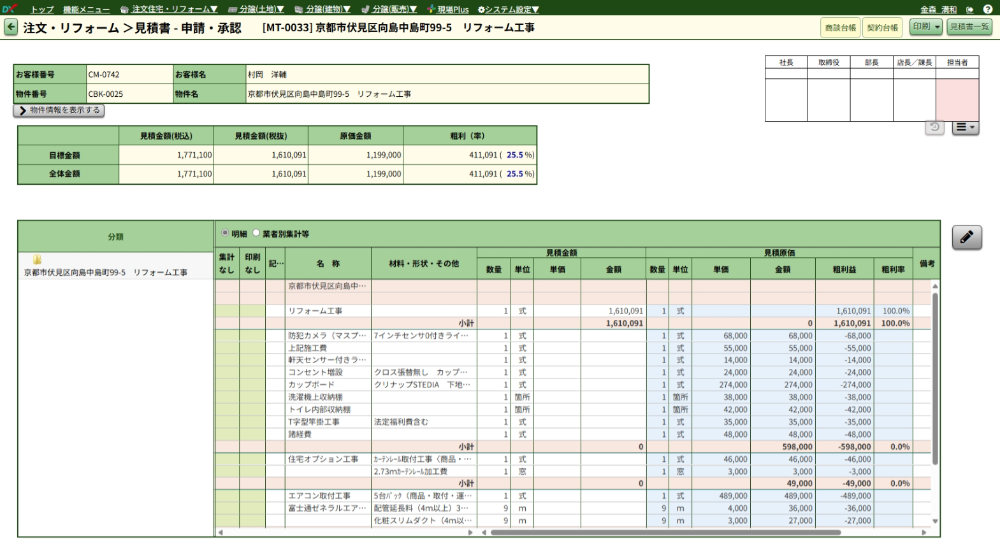 DX トップ 機能メニュー 注文住宅・リフォーム▼ 分譲(土地)▼ 分譲(建物)▼ 分譲(販売)▼ 現場Plus システム設定▼ 金森 満和
注文・リフォーム ＞見積書 - 申請・承認 [MT-0033] 京都市伏見区向島中島町99-5 リフォーム工事 商談台帳 契約台帳 印刷 見積書一覧
社長 取締役 部長 店長／課長 担当者
お客様番号 CM-0742 お客様名 村岡 洋輔
物件番号 CBK-0025 物件名 京都市伏見区向島中島町99-5 リフォーム工事
物件情報を表示する
見積金額(税込) 見積金額(税抜) 原価金額 粗利（率）
目標金額 1,771,100 1,610,091 1,199,000 411,091 ( 25.5 %)
全体金額 1,771,100 1,610,091 1,199,000 411,091 ( 25.5 %)
分類
京都市伏見区向島中島町99-5 リフォーム工事
明細 業者別集計等
集計なし 印刷なし 記… 名 称 材料・形状・その他 見積金額 見積原価 備考
数量 単位 単価 金額 数量 単位 単価 金額 粗利益 粗利率
京都市伏見区向島中…
リフォーム工事 1 式 1,610,091 1 式 1,610,091 100.0%
小計 1,610,091 0 1,610,091 100.0%
防犯カメラ（マスプ… 7インチセンサ0付きライ… 1 式 1 式 68,000 68,000 -68,000
上記施工費 1 式 1 式 55,000 55,000 -55,000
軒天センサー付きラ… 1 式 1 式 14,000 14,000 -14,000
コンセント増設 クロス張替無し カップ… 1 式 1 式 24,000 24,000 -24,000
カップボード クリナップSTEDIA 下地… 1 式 1 式 274,000 274,000 -274,000
洗濯機上収納棚 1 箇所 1 箇所 38,000 38,000 -38,000
トイレ内部収納棚 1 箇所 1 箇所 42,000 42,000 -42,000
T字型竿掛工事 法定福利費含む 1 式 1 式 35,000 35,000 -35,000
諸経費 1 式 1 式 48,000 48,000 -48,000
小計 0 598,000 -598,000 0.0%
住宅オプション工事 ｶｰﾃﾝﾚｰﾙ取付工事（商品・… 1 式 1 式 46,000 46,000 -46,000
2.73mｶｰﾃﾝﾚｰﾙ加工費 1 窓 1 窓 3,000 3,000 -3,000
小計 0 49,000 -49,000 0.0%
エアコン取付工事 5台ﾊﾟｯｸ（商品・取付・運… 1 式 1 式 489,000 489,000 -489,000
富士通ゼネラルエア… 配管延長料（4m以上）3… 9 m 9 m 4,000 36,000 -36,000
化粧スリムダクト（4m以… 9 m 9 m 3,000 27,000 -27,000